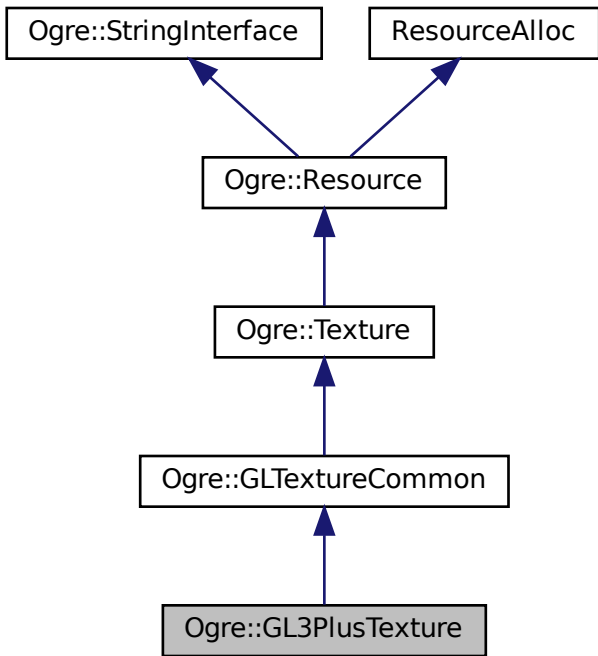 Ogre::StringInterface
ResourceAlloc
Ogre::Resource
Ogre::Texture
Ogre::GLTextureCommon
Ogre::GL3PlusTexture